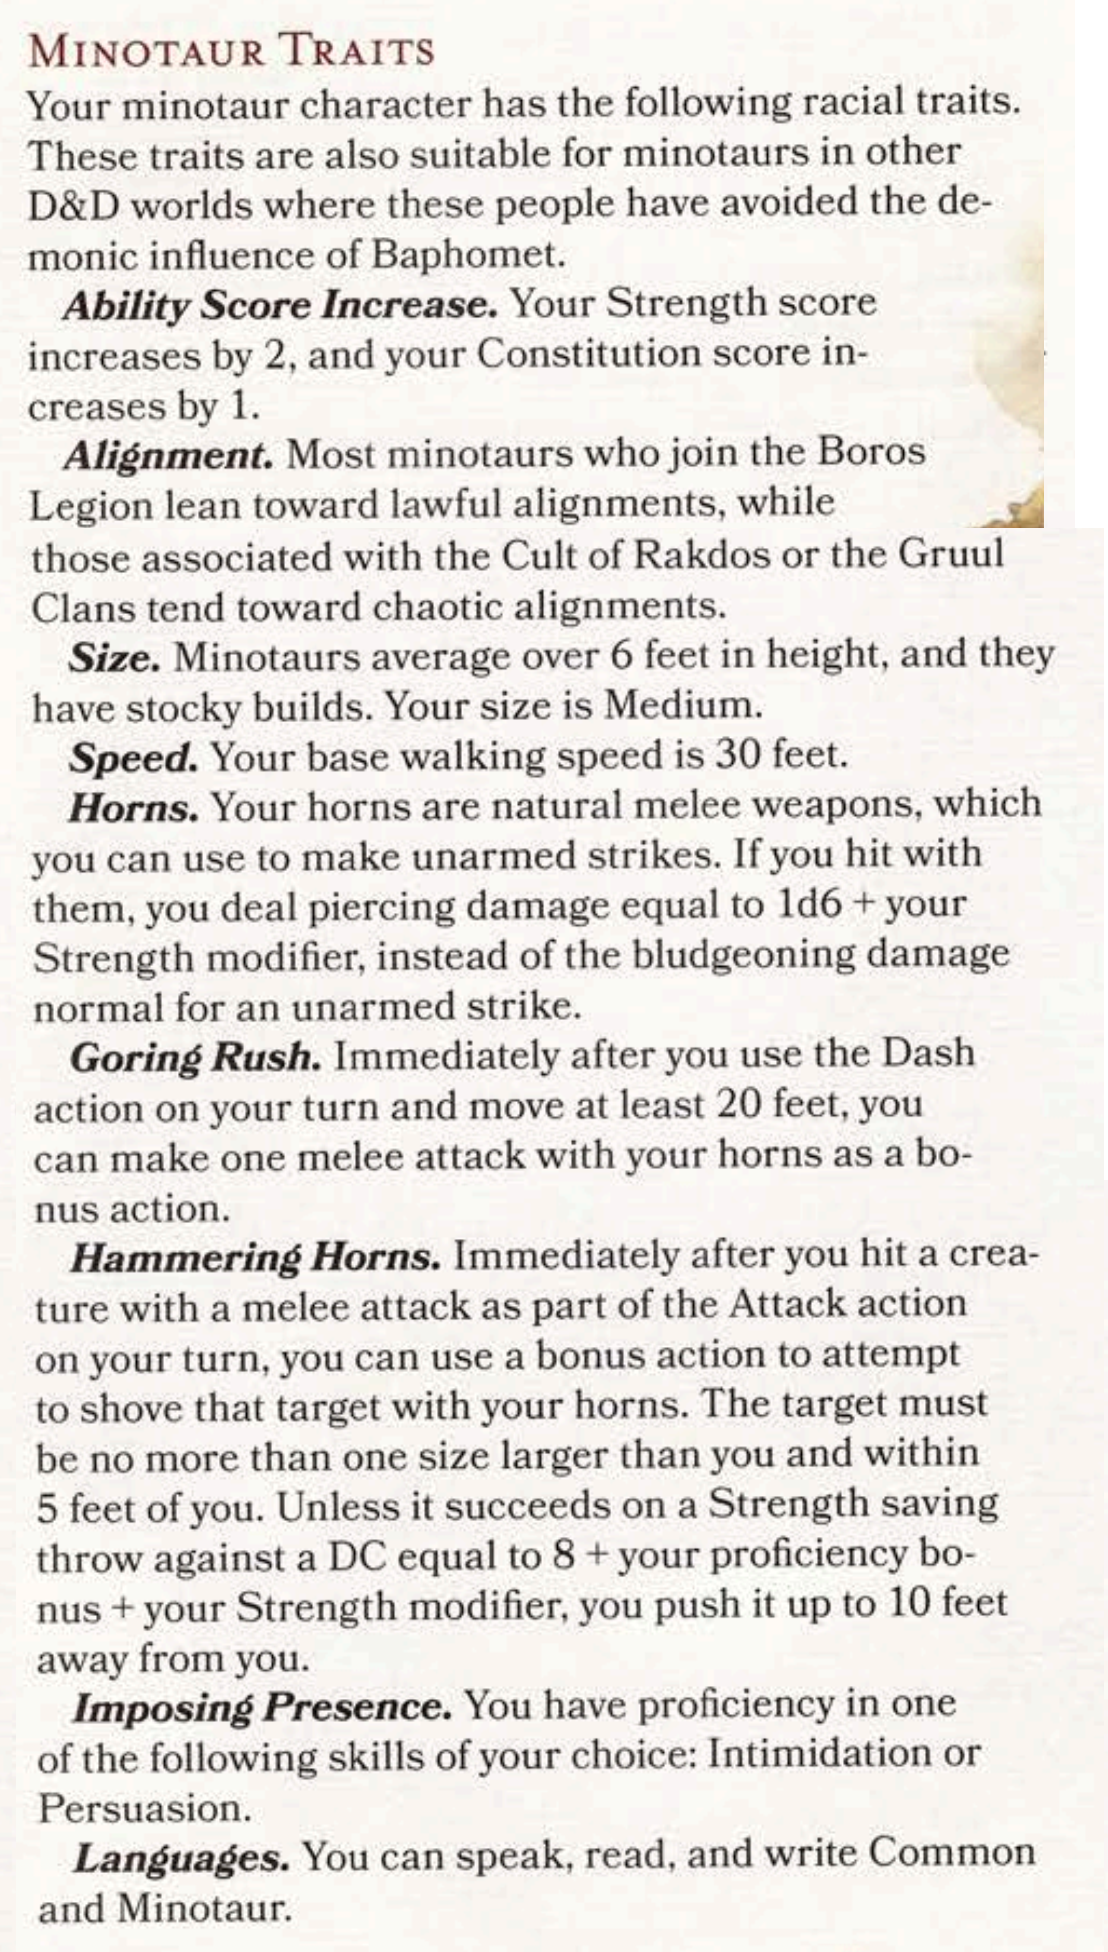 MINOTAUR TRAITS
Your minotaur character has the following racial traits.
These traits are also suitable for minotaurs in other
D&D worlds where these people have avoided the de-
monic influence of Baphomet.
Ability Score Increase. Your Strength score
increases by 2, and your Constitution score in-
creases by 1.
Alignment. Most minotaurs who join the Boros
Legion lean toward lawful alignments, while
those associated with the Cult of Rakdos or the Gruul
Clans tend toward chaotic alignments.
Size. Minotaurs average over 6 feet in height, and they
have stocky builds. Your size is Medium.
Speed. Your base walking speed is 30 feet.
Horns. Your horns are natural melee weapons, which
you can use to make unarmed strikes. If you hit with
them, you deal piercing damage equal to 1d6 + your
Strength modifier, instead of the bludgeoning damage
normal for an unarmed strike.
Goring Rush. Immediately after you use the Dash
action on your turn and move at least 20 feet, you
can make one melee attack with your horns as a bo-
nus action.
Hammering Horns. Immediately after you hit a crea-
ture with a melee attack as part of the Attack action
on your turn, you can use a bonus action to attempt
to shove that target with your horns. The target must
be no more than one size larger than you and within
5 feet of you. Unless it succeeds on a Strength saving
throw against a DC equal to 8 + your proficiency bo-
nus + your Strength modifier, you push it up to 10 feet
away from you.
Imposing Presence. You have proficiency in one
of the following skills of your choice: Intimidation or
Persuasion.
Languages. You can speak, read, and write Common
and Minotaur.